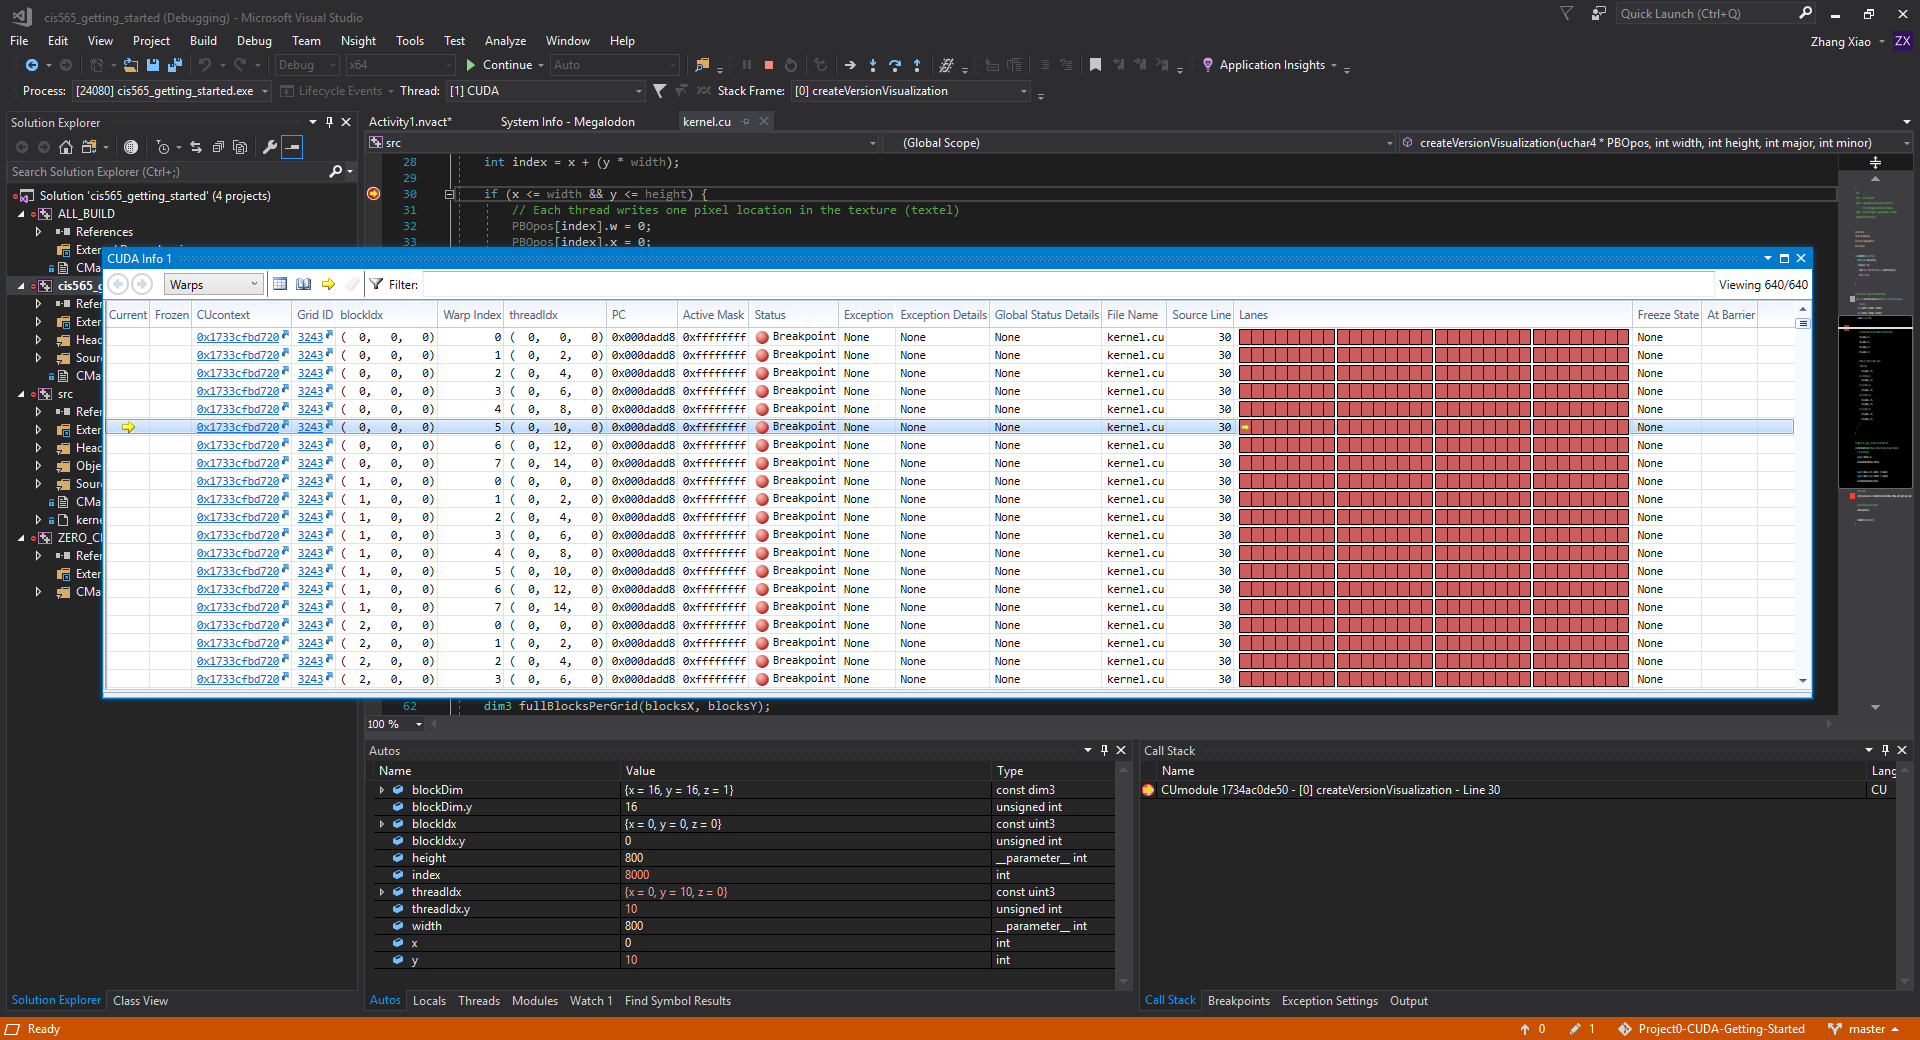 cis565_getting_started (Debugging) - Microsoft Visual Studio
Quick Launch (Ctrl+Q)
File Edit View Project Build Debug Team Nsight Tools Test Analyze Window Help
Zhang Xiao ZX
Debug x64 Continue Auto Application Insights
Process: [24080] cis565_getting_started.exe Lifecycle Events Thread: [1] CUDA Stack Frame: [0] createVersionVisualization
Solution Explorer
Activity1.nvact* System Info - Megalodon kernel.cu
src (Global Scope) createVersionVisualization(uchar4 * PBOpos, int width, int height, int major, int minor)
Search Solution Explorer (Ctrl+;)
Solution 'cis565_getting_started' (4 projects)
ALL_BUILD
References
CMa
cis565_g
Refer
Exter
Head
Sourc
CMa
src
Refer
Exter
Head
Obje
Sourc
CMa
kerne
ZERO_CI
Refer
Exter
CMa
28 int index = x + (y * width);
29
30 if (x <= width && y <= height) {
31 // Each thread writes one pixel location in the texture (textel)
32 PBOpos[index].w = 0;
33 PBOpos[index].x = 0;
CUDA Info 1
Warps Filter: Viewing 640/640
Current Frozen CUcontext Grid ID blockIdx Warp Index threadIdx PC Active Mask Status Exception Exception Details Global Status Details File Name Source Line Lanes Freeze State At Barrier
0x1733cfbd720 3243 ( 0, 0, 0) 0 ( 0, 0, 0) 0x000dadd8 0xffffffff Breakpoint None None None kernel.cu 30 None
0x1733cfbd720 3243 ( 0, 0, 0) 1 ( 0, 2, 0) 0x000dadd8 0xffffffff Breakpoint None None None kernel.cu 30 None
0x1733cfbd720 3243 ( 0, 0, 0) 2 ( 0, 4, 0) 0x000dadd8 0xffffffff Breakpoint None None None kernel.cu 30 None
0x1733cfbd720 3243 ( 0, 0, 0) 3 ( 0, 6, 0) 0x000dadd8 0xffffffff Breakpoint None None None kernel.cu 30 None
0x1733cfbd720 3243 ( 0, 0, 0) 4 ( 0, 8, 0) 0x000dadd8 0xffffffff Breakpoint None None None kernel.cu 30 None
0x1733cfbd720 3243 ( 0, 0, 0) 5 ( 0, 10, 0) 0x000dadd8 0xffffffff Breakpoint None None None kernel.cu 30 None
0x1733cfbd720 3243 ( 0, 0, 0) 6 ( 0, 12, 0) 0x000dadd8 0xffffffff Breakpoint None None None kernel.cu 30 None
0x1733cfbd720 3243 ( 0, 0, 0) 7 ( 0, 14, 0) 0x000dadd8 0xffffffff Breakpoint None None None kernel.cu 30 None
0x1733cfbd720 3243 ( 1, 0, 0) 0 ( 0, 0, 0) 0x000dadd8 0xffffffff Breakpoint None None None kernel.cu 30 None
0x1733cfbd720 3243 ( 1, 0, 0) 1 ( 0, 2, 0) 0x000dadd8 0xffffffff Breakpoint None None None kernel.cu 30 None
0x1733cfbd720 3243 ( 1, 0, 0) 2 ( 0, 4, 0) 0x000dadd8 0xffffffff Breakpoint None None None kernel.cu 30 None
0x1733cfbd720 3243 ( 1, 0, 0) 3 ( 0, 6, 0) 0x000dadd8 0xffffffff Breakpoint None None None kernel.cu 30 None
0x1733cfbd720 3243 ( 1, 0, 0) 4 ( 0, 8, 0) 0x000dadd8 0xffffffff Breakpoint None None None kernel.cu 30 None
0x1733cfbd720 3243 ( 1, 0, 0) 5 ( 0, 10, 0) 0x000dadd8 0xffffffff Breakpoint None None None kernel.cu 30 None
0x1733cfbd720 3243 ( 1, 0, 0) 6 ( 0, 12, 0) 0x000dadd8 0xffffffff Breakpoint None None None kernel.cu 30 None
0x1733cfbd720 3243 ( 1, 0, 0) 7 ( 0, 14, 0) 0x000dadd8 0xffffffff Breakpoint None None None kernel.cu 30 None
0x1733cfbd720 3243 ( 2, 0, 0) 0 ( 0, 0, 0) 0x000dadd8 0xffffffff Breakpoint None None None kernel.cu 30 None
0x1733cfbd720 3243 ( 2, 0, 0) 1 ( 0, 2, 0) 0x000dadd8 0xffffffff Breakpoint None None None kernel.cu 30 None
0x1733cfbd720 3243 ( 2, 0, 0) 2 ( 0, 4, 0) 0x000dadd8 0xffffffff Breakpoint None None None kernel.cu 30 None
0x1733cfbd720 3243 ( 2, 0, 0) 3 ( 0, 6, 0) 0x000dadd8 0xffffffff Breakpoint None None None kernel.cu 30 None
62 dim3 fullBlocksPerGrid(blocksX, blocksY);
100 %
Autos
Name Value Type
blockDim {x = 16, y = 16, z = 1} const dim3
blockDim.y 16 unsigned int
blockIdx {x = 0, y = 0, z = 0} const uint3
blockIdx.y 0 unsigned int
height 800 __parameter__ int
index 8000 int
threadIdx {x = 0, y = 10, z = 0} const uint3
threadIdx.y 10 unsigned int
width 800 __parameter__ int
x 0 int
y 10 int
Autos Locals Threads Modules Watch 1 Find Symbol Results
Call Stack
Name Lang
CUmodule 1734ac0de50 - [0] createVersionVisualization - Line 30 CU
Call Stack Breakpoints Exception Settings Output
Solution Explorer Class View
Ready 0 1 Project0-CUDA-Getting-Started master